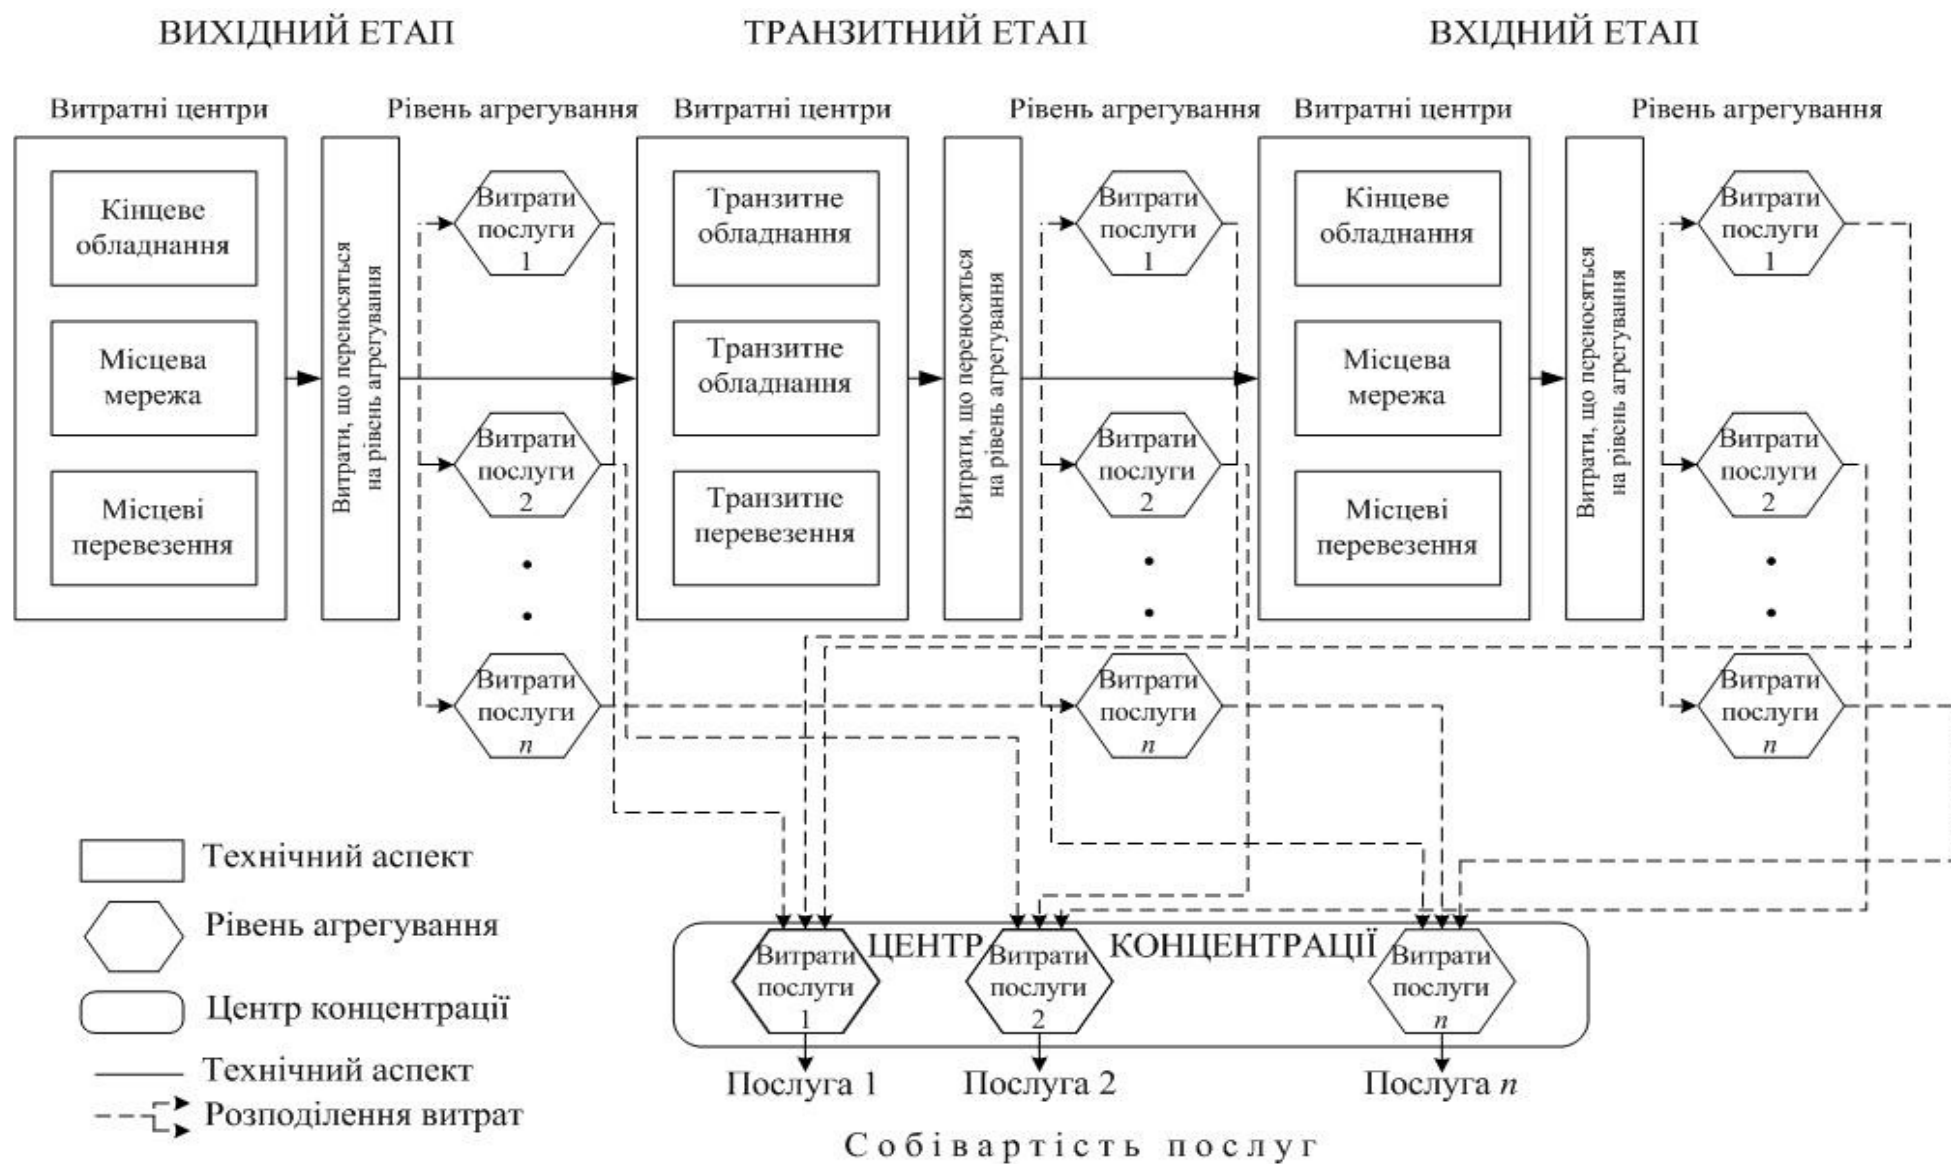 ВИХІДНИЙ ЕТАП
ТРАНЗИТНИЙ ЕТАП
ВХІДНИЙ ЕТАП
Витратні центри
Рівень агрегування
Витратні центри
Рівень агрегування
Витратні центри
Рівень агрегування
Кінцеве
обладнання
Місцева
мережа
Місцеві
перевезення
Витрати, що переносяться
на рівень агрегування
Витрати
послуги
1
Витрати
послуги
2
Витрати
послуги
n
Транзитне
обладнання
Транзитне
обладнання
Транзитне
перевезення
Витрати, що переносяться
на рівень агрегування
Витрати
послуги
1
Витрати
послуги
2
Витрати
послуги
n
Кінцеве
обладнання
Місцева
мережа
Місцеві
перевезення
Витрати, що переносяться
на рівень агрегування
Витрати
послуги
1
Витрати
послуги
2
Витрати
послуги
n
Технічний аспект
Рівень агрегування
Центр концентрації
Технічний аспект
Розподілення витрат
ЦЕНТР КОНЦЕНТРАЦІЇ
Витрати
послуги
1
Витрати
послуги
2
Витрати
послуги
n
Послуга 1
Послуга 2
Послуга n
Собівартість послуг